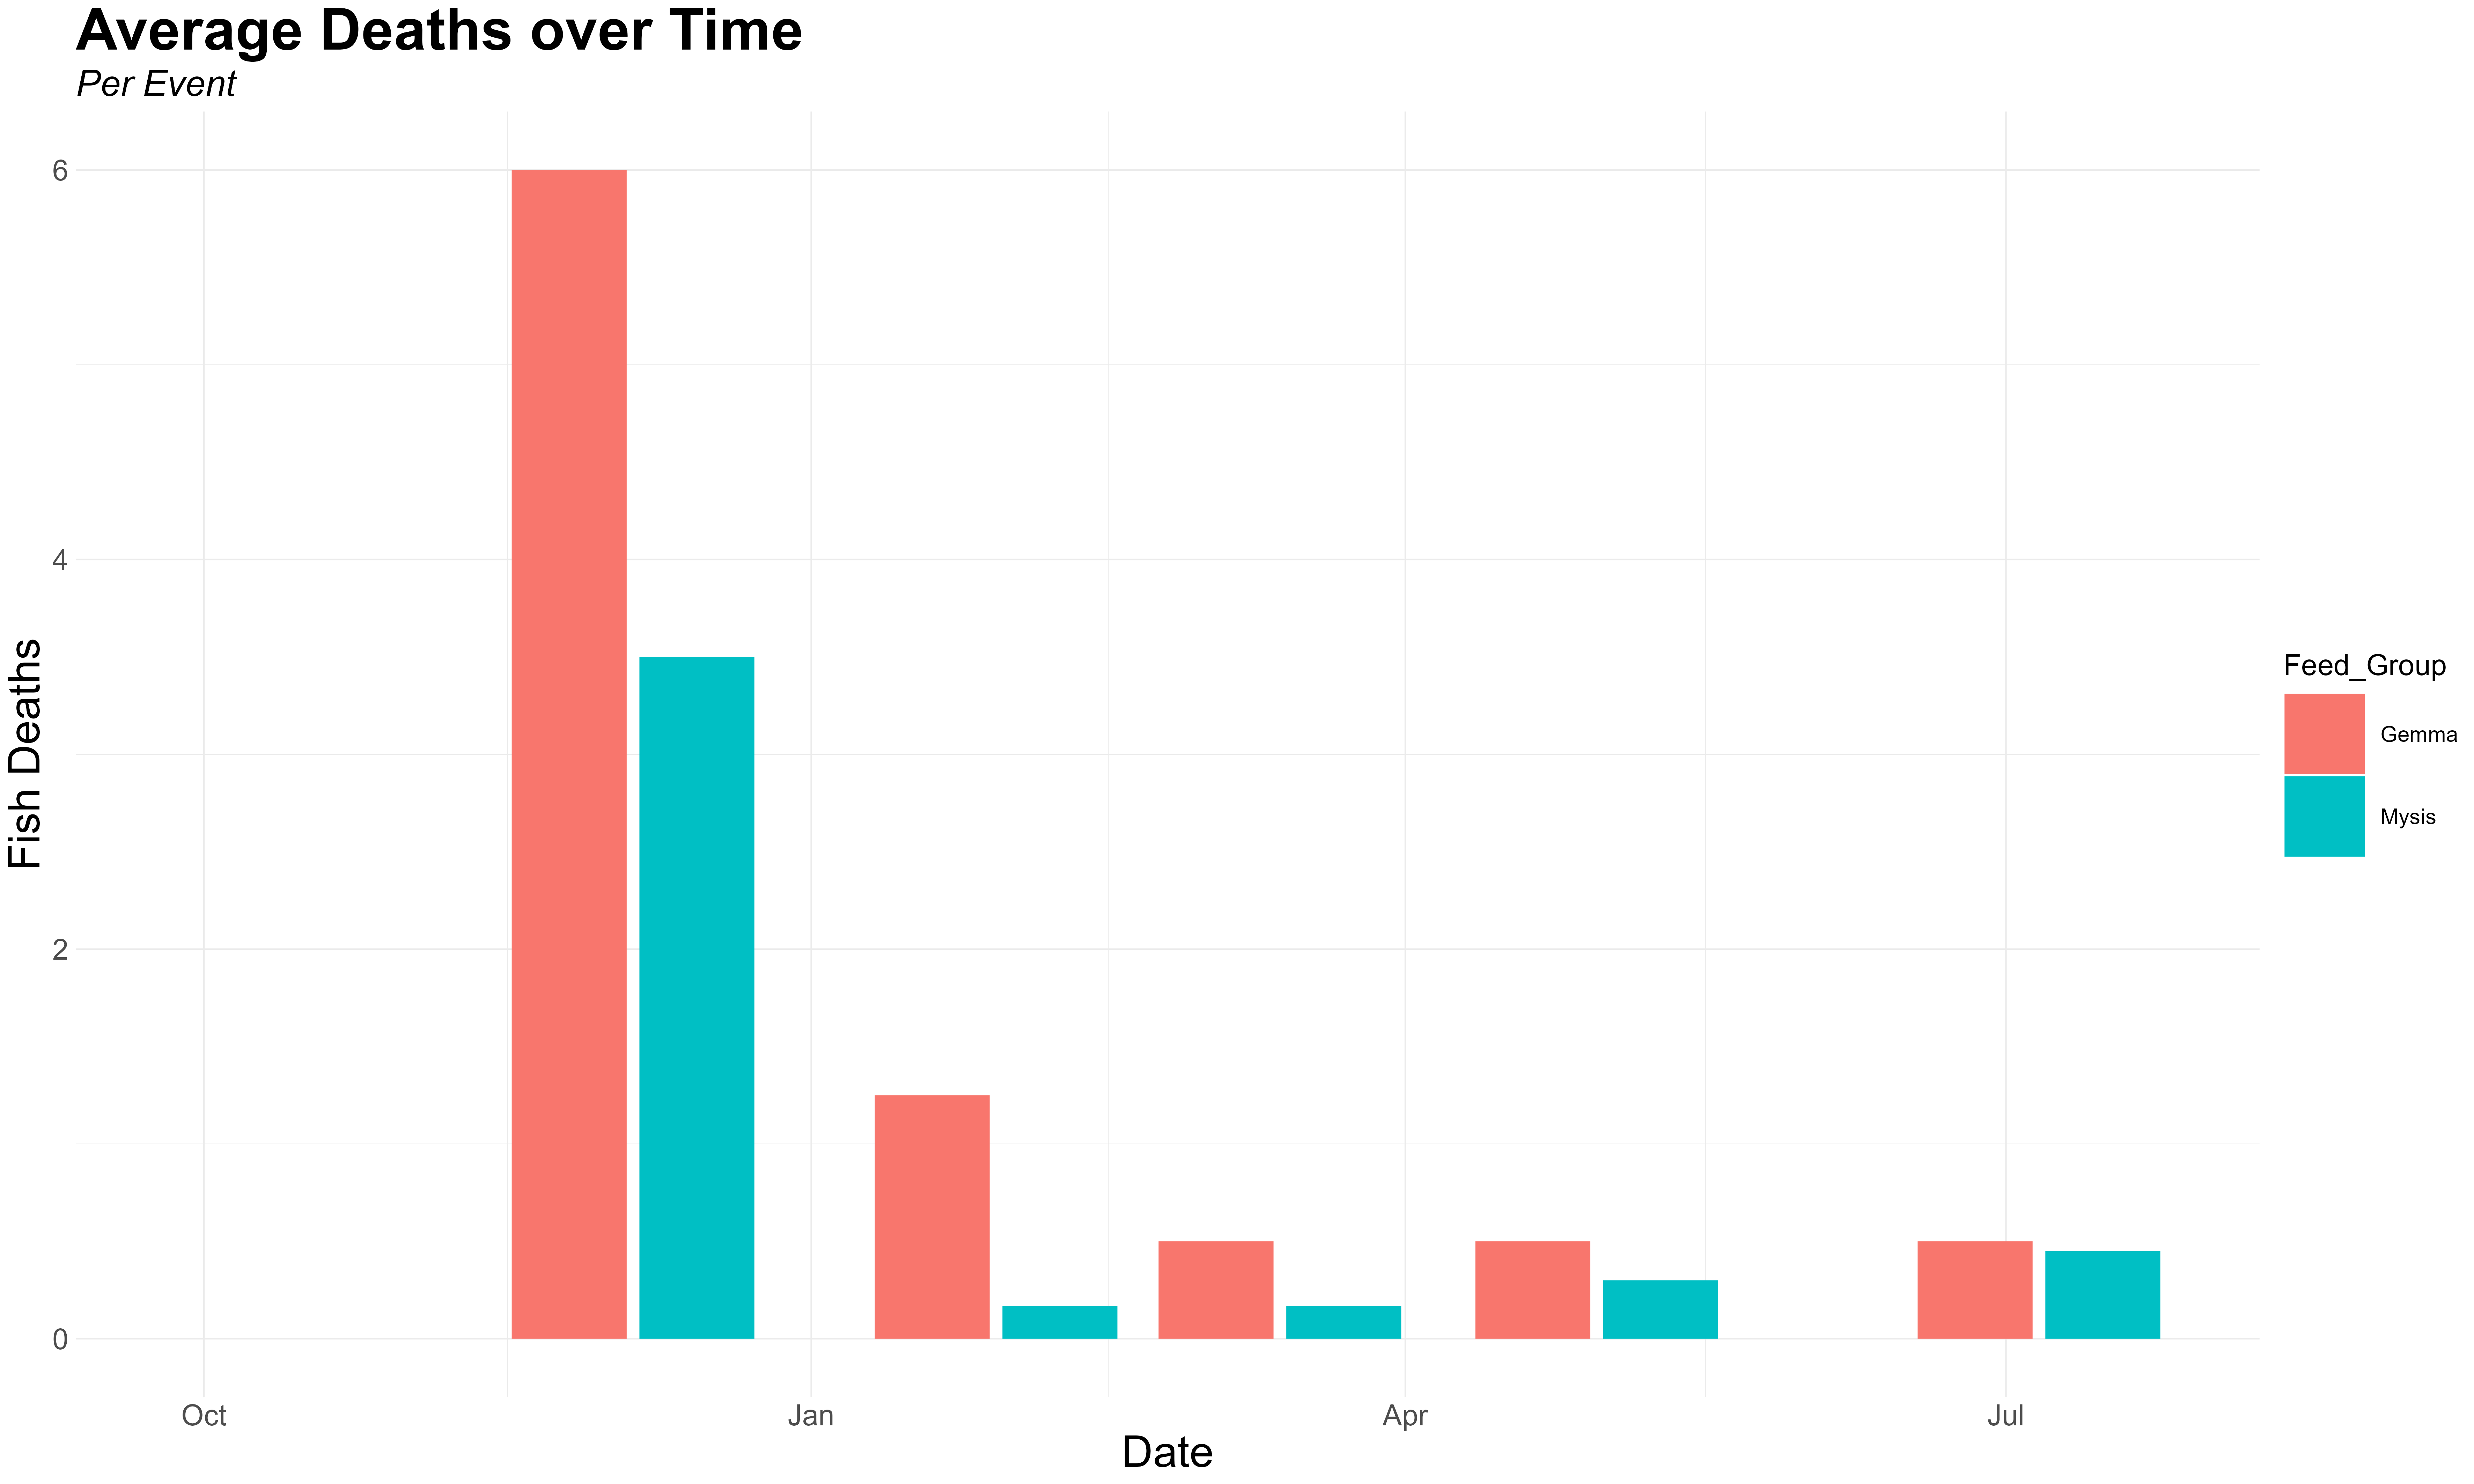 Average Deaths over Time
Per Event
Fish Deaths
6
4
2
0
Oct
Jan
Apr
Jul
Date
Feed_Group
Gemma
Mysis